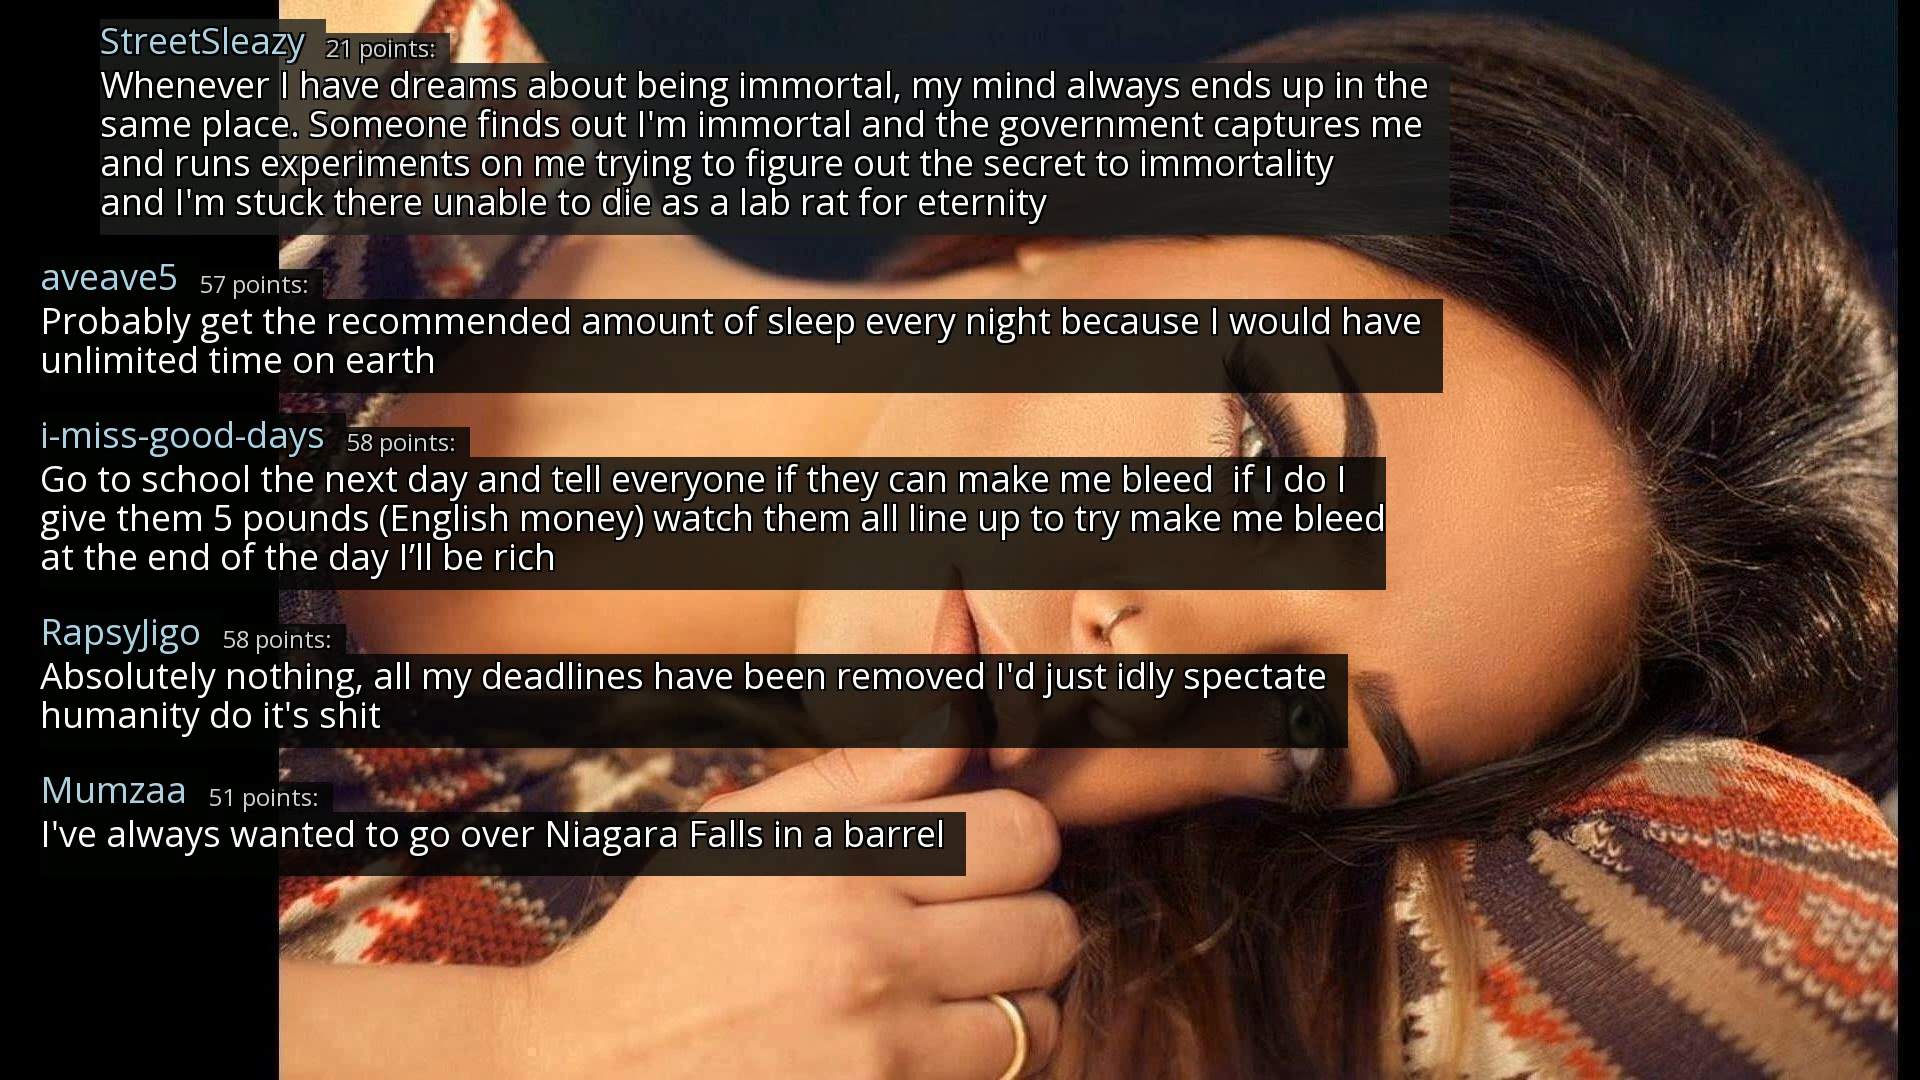 StreetSleazy 21 points:
Whenever I have dreams about being immortal, my mind always ends up in the
same place. Someone finds out I'm immortal and the government captures me
and runs experiments on me trying to figure out the secret to immortality
and I'm stuck there unable to die as a lab rat for eternity
aveave5 57 points:
Probably get the recommended amount of sleep every night because I would have
unlimited time on earth
i-miss-good-days 58 points:
Go to school the next day and tell everyone if they can make me bleed  if I do I
give them 5 pounds (English money) watch them all line up to try make me bleed
at the end of the day I’ll be rich
RapsyJigo 58 points:
Absolutely nothing, all my deadlines have been removed I'd just idly spectate
humanity do it's shit
Mumzaa 51 points:
I've always wanted to go over Niagara Falls in a barrel